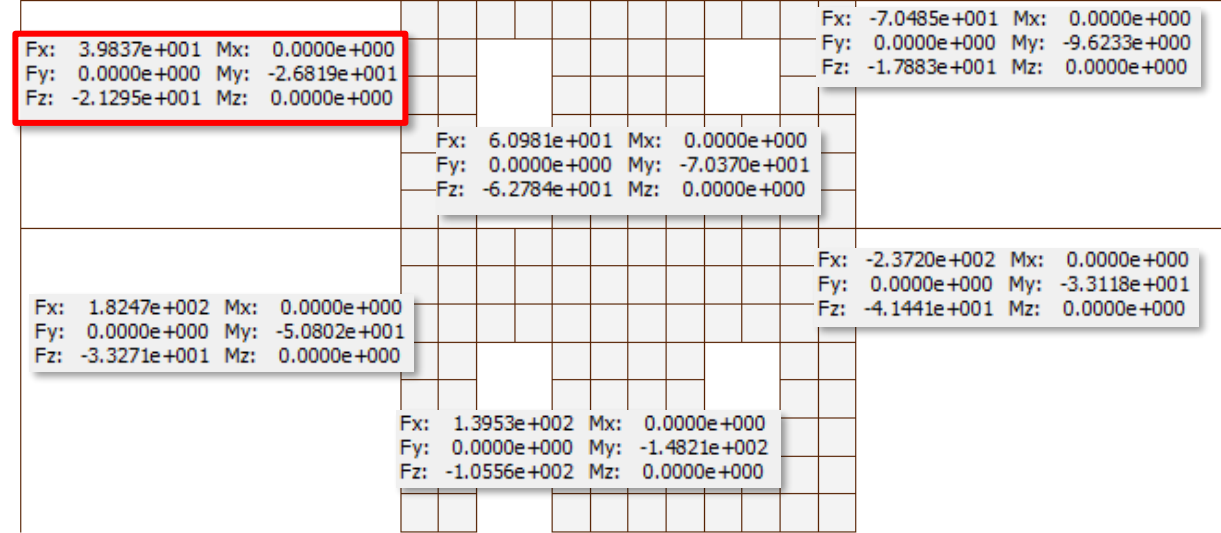 Fx: -7.0485e+001 Mx: 0.0000e+000
Fy: 0.0000e+000 My: -9.6233e+000
Fz: -1.7883e+001 Mz: 0.0000e+000
Fx: 3.9837e+001 Mx: 0.0000e+000
Fy: 0.0000e+000 My: -2.6819e+001
Fz: -2.1295e+001 Mz: 0.0000e+000
Fx: 6.0981e+001 Mx: 0.0000e+000
Fy: 0.0000e+000 My: -7.0370e+001
Fz: -6.2784e+001 Mz: 0.0000e+000
Fx: -2.3720e+002 Mx: 0.0000e+000
Fy: 0.0000e+000 My: -3.3118e+001
Fz: -4.1441e+001 Mz: 0.0000e+000
Fx: 1.8247e+002 Mx: 0.0000e+000
Fy: 0.0000e+000 My: -5.0802e+001
Fz: -3.3271e+001 Mz: 0.0000e+000
Fx: 1.3953e+002 Mx: 0.0000e+000
Fy: 0.0000e+000 My: -1.4821e+002
Fz: -1.0556e+002 Mz: 0.0000e+000